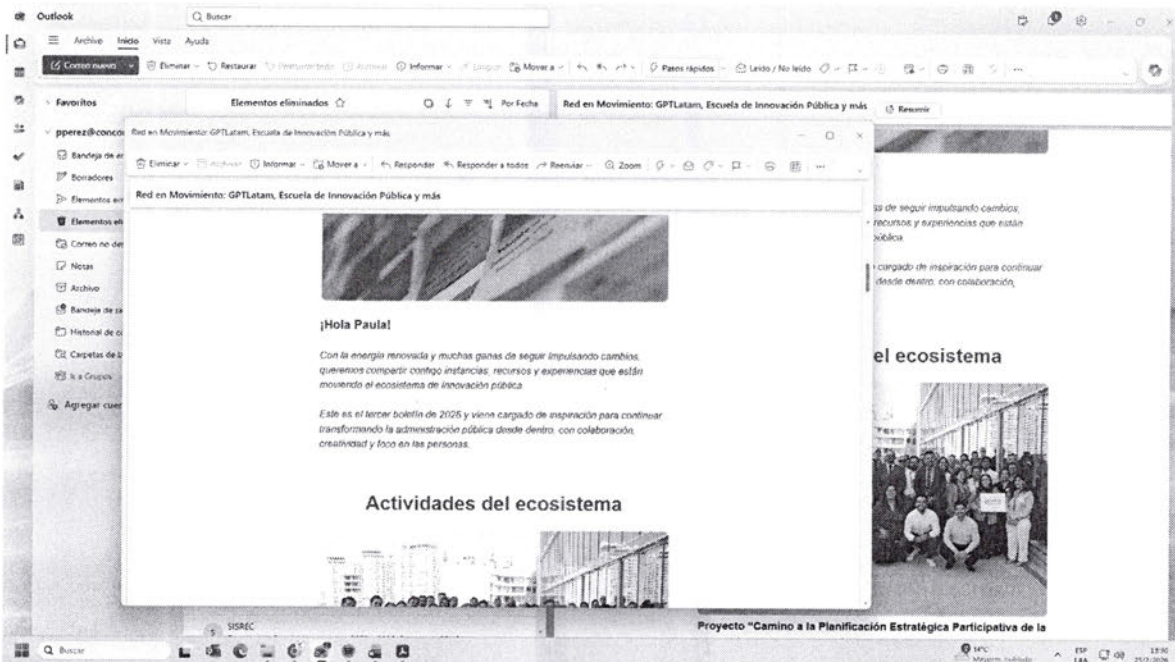 Outlook
Buscar
Archivo Inicio Vista Ayuda
Correo nuevo Eliminar Restaurar Informar Mover a Pasos rápidos Leído / No leído
Favoritos
Elementos eliminados Por Fecha
Red en Movimiento: GPTLatam, Escuela de Innovación Pública y más Resumir
Bandeja de
Borradores
Elementos
Elementos
Correo no
Notas
Archivo
Bandeja de
Historial de
Carpetas de
Ir a Grupos
Agregar
Red en Movimiento: GPTLatam, Escuela de Innovación Pública y más
Eliminar Archivar Informar Mover a Responder Responder a todos Reenviar Zoom
Red en Movimiento: GPTLatam, Escuela de Innovación Pública y más
¡Hola Paula!
Con la energía renovada y muchas ganas de seguir impulsando cambios,
queremos compartir contigo instancias, recursos y experiencias que están
moviendo el ecosistema de innovación pública
Este es el tercer boletín de 2025 y viene cargado de inspiración para continuar
transformando la administración pública desde dentro, con colaboración,
creatividad y foco en las personas.
Actividades del ecosistema
de seguir impulsando cambios,
recursos y experiencias que están
pública
cargado de inspiración para continuar
desde dentro, con colaboración,
el ecosistema
Proyecto "Camino a la Planificación Estratégica Participativa de la
S SISREC
Buscar
14°C
ESP
LAA